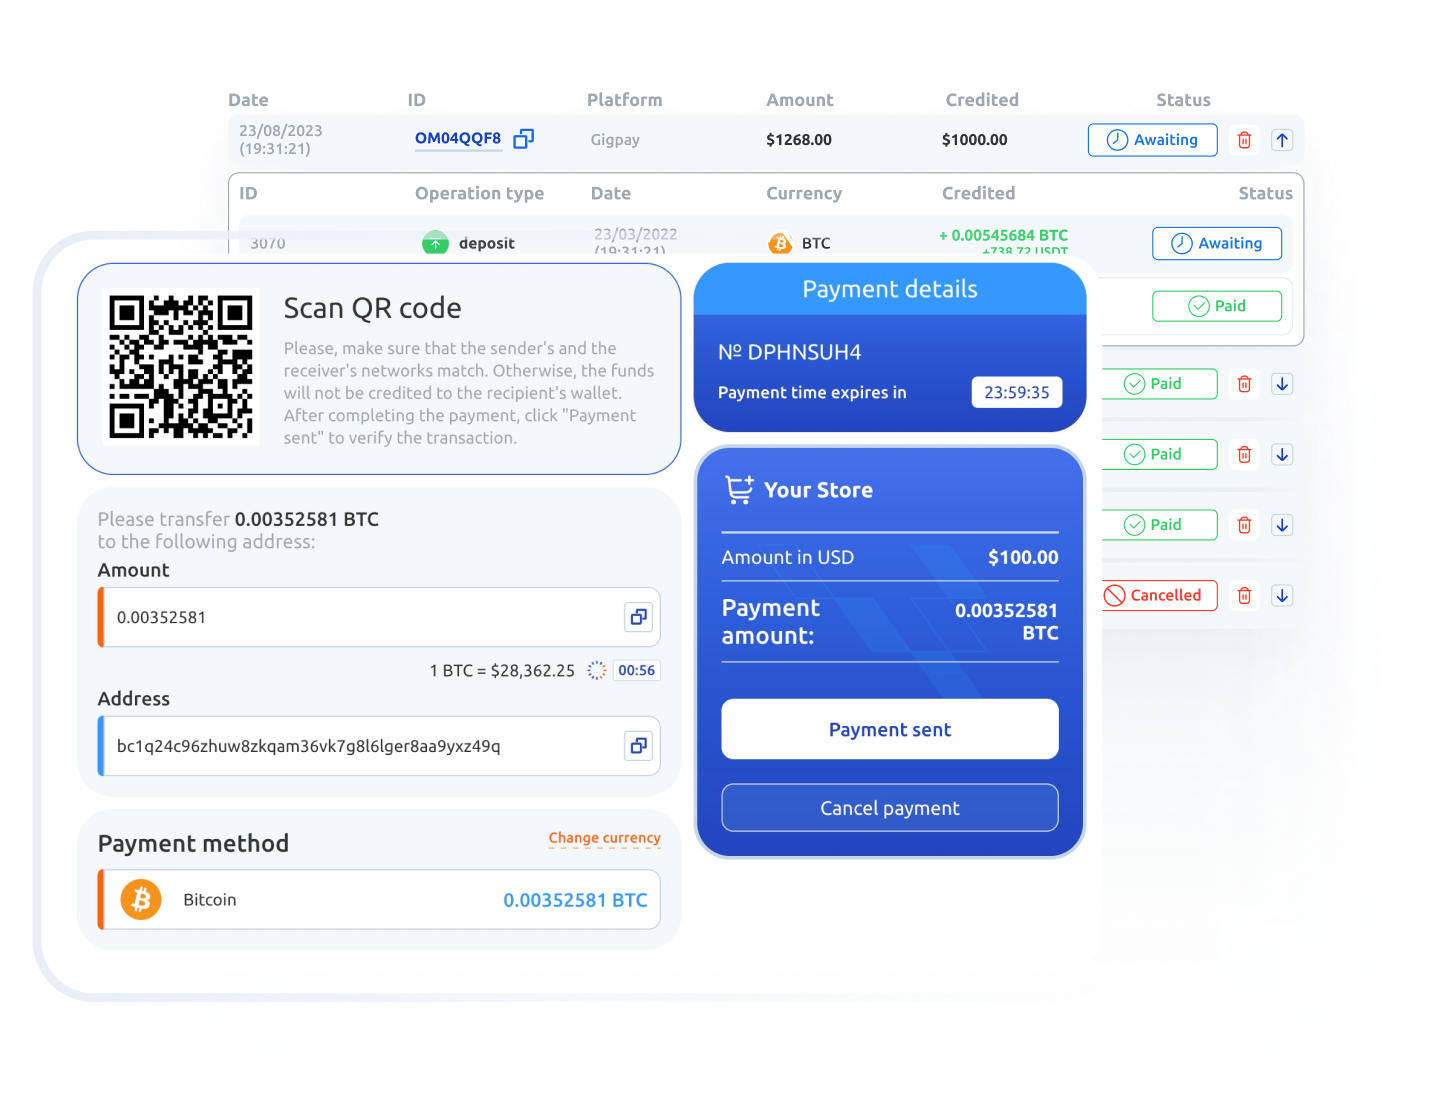 Date ID Platform Amount Credited Status
23/08/2023
(19:31:21) OM04QQF8 Gigpay $1268.00 $1000.00 Awaiting
ID Operation type Date Currency Credited Status
3070 deposit 23/03/2022 BTC + 0.00545684 BTC Awaiting
(19:31:21) +738.72 USDT
Paid
Paid
Paid
Paid
Cancelled
Scan QR code
Please, make sure that the sender's and the
receiver's networks match. Otherwise, the funds
will not be credited to the recipient's wallet.
After completing the payment, click "Payment
sent" to verify the transaction.
Please transfer 0.00352581 BTC
to the following address:
Amount
0.00352581
1 BTC = $28,362.25 00:56
Address
bc1q24c96zhuw8zkqam36vk7g8l6lger8aa9yxz49q
Payment method Change currency
Bitcoin 0.00352581 BTC
Payment details
Nº DPHNSUH4
Payment time expires in 23:59:35
Your Store
Amount in USD $100.00
Payment
amount: 0.00352581
BTC
Payment sent
Cancel payment